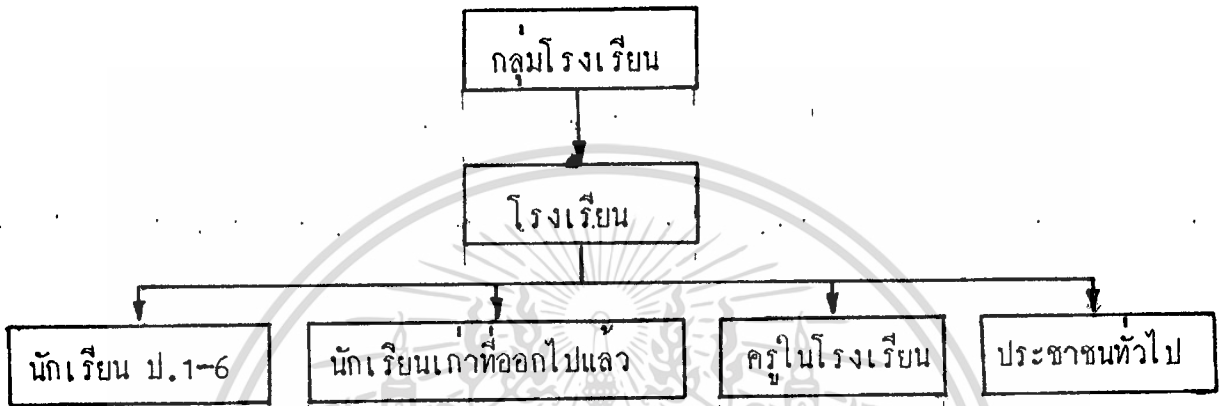 กลุ่มโรงเรียน
โรงเรียน
นักเรียน ป.1-6
นักเรียนเก่าที่ออกไปแล้ว
ครูในโรงเรียน
ประชาชนทั่วไป